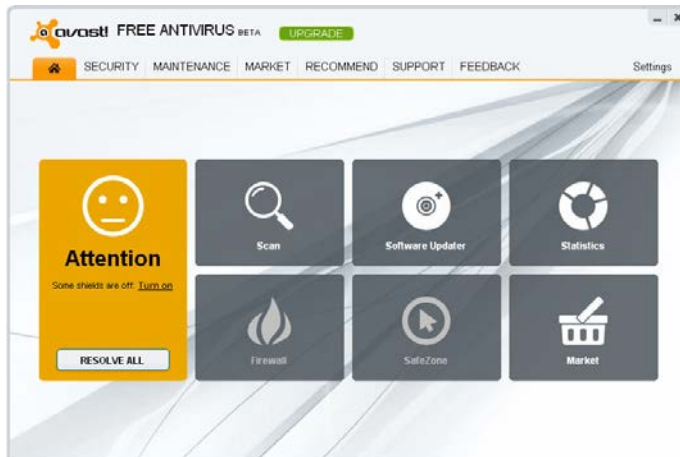 avast! FREE ANTIVIRUS BETA UPGRADE
SECURITY MAINTENANCE MARKET RECOMMEND SUPPORT FEEDBACK Settings
Scan Software Updater Statistics
Attention
Some shields are off: Turn on
RESOLVE ALL Firewall SafeZone Market